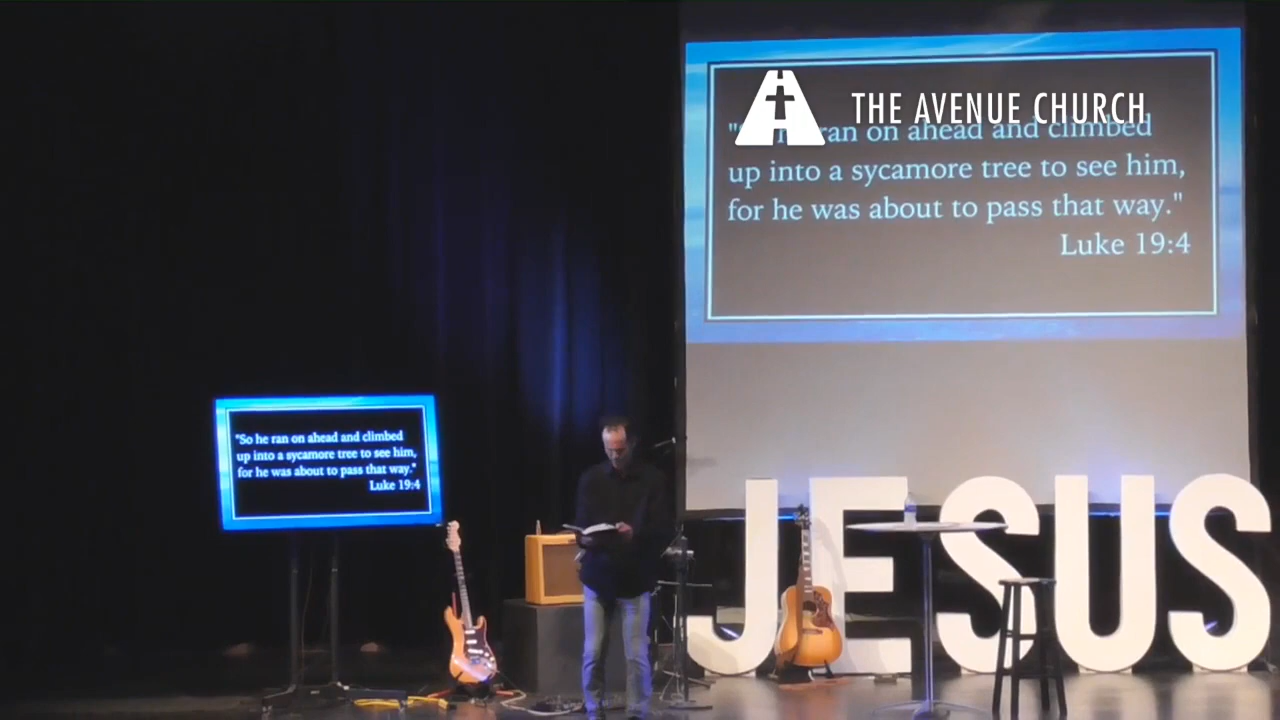 THE AVENUE CHURCH
ran on ahead and climbed
up into a sycamore tree to see him,
for he was about to pass that way."
Luke 19:4
"So he ran on ahead and climbed
up into a sycamore tree to see him,
for he was about to pass that way."
Luke 19:4
JESUS